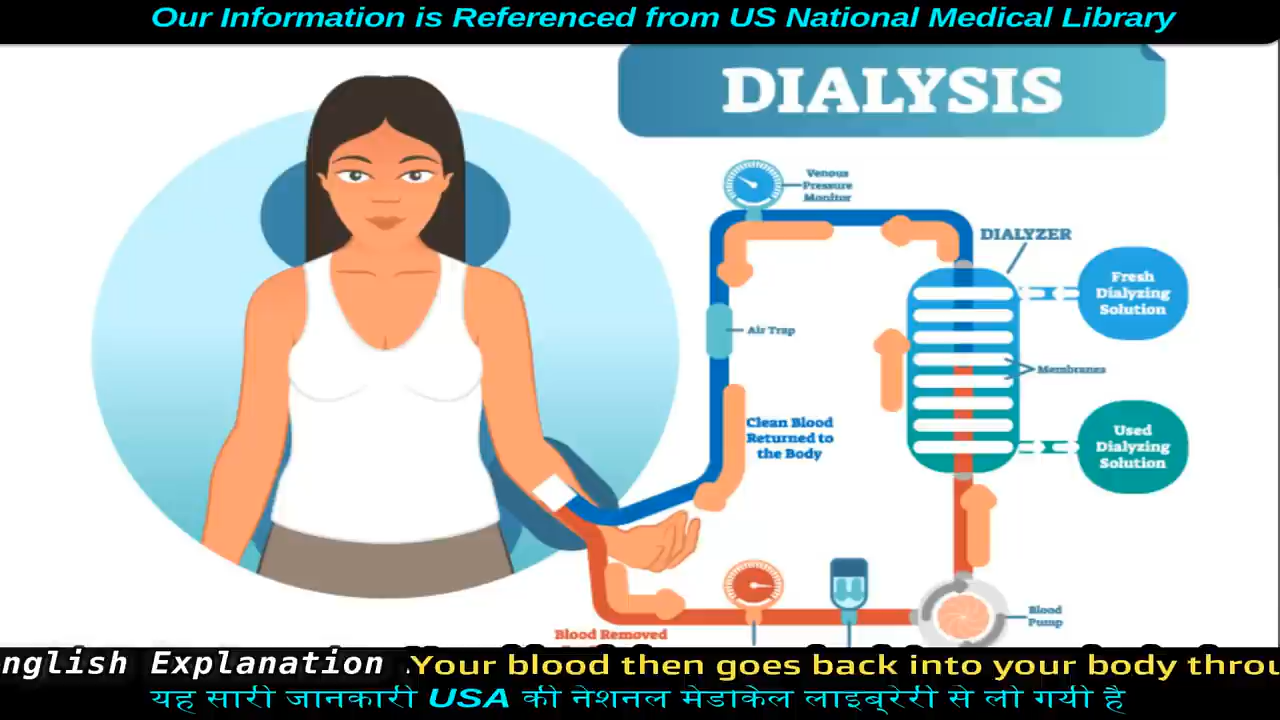 Our Information is Referenced from US National Medical Library
DIALYSIS
Venous
Pressure
Monitor
DIALYZER
Fresh
Dialyzing
Solution
Air Trap
Membranes
Clean Blood
Returned to
the Body
Used
Dialyzing
Solution
Blood
Pump
Blood Removed
nglish Explanation Your blood then goes back into your body throu
यह सारी जानकारी USA की नेशनल मेडीकल लाइब्रेरी से ली गयी है